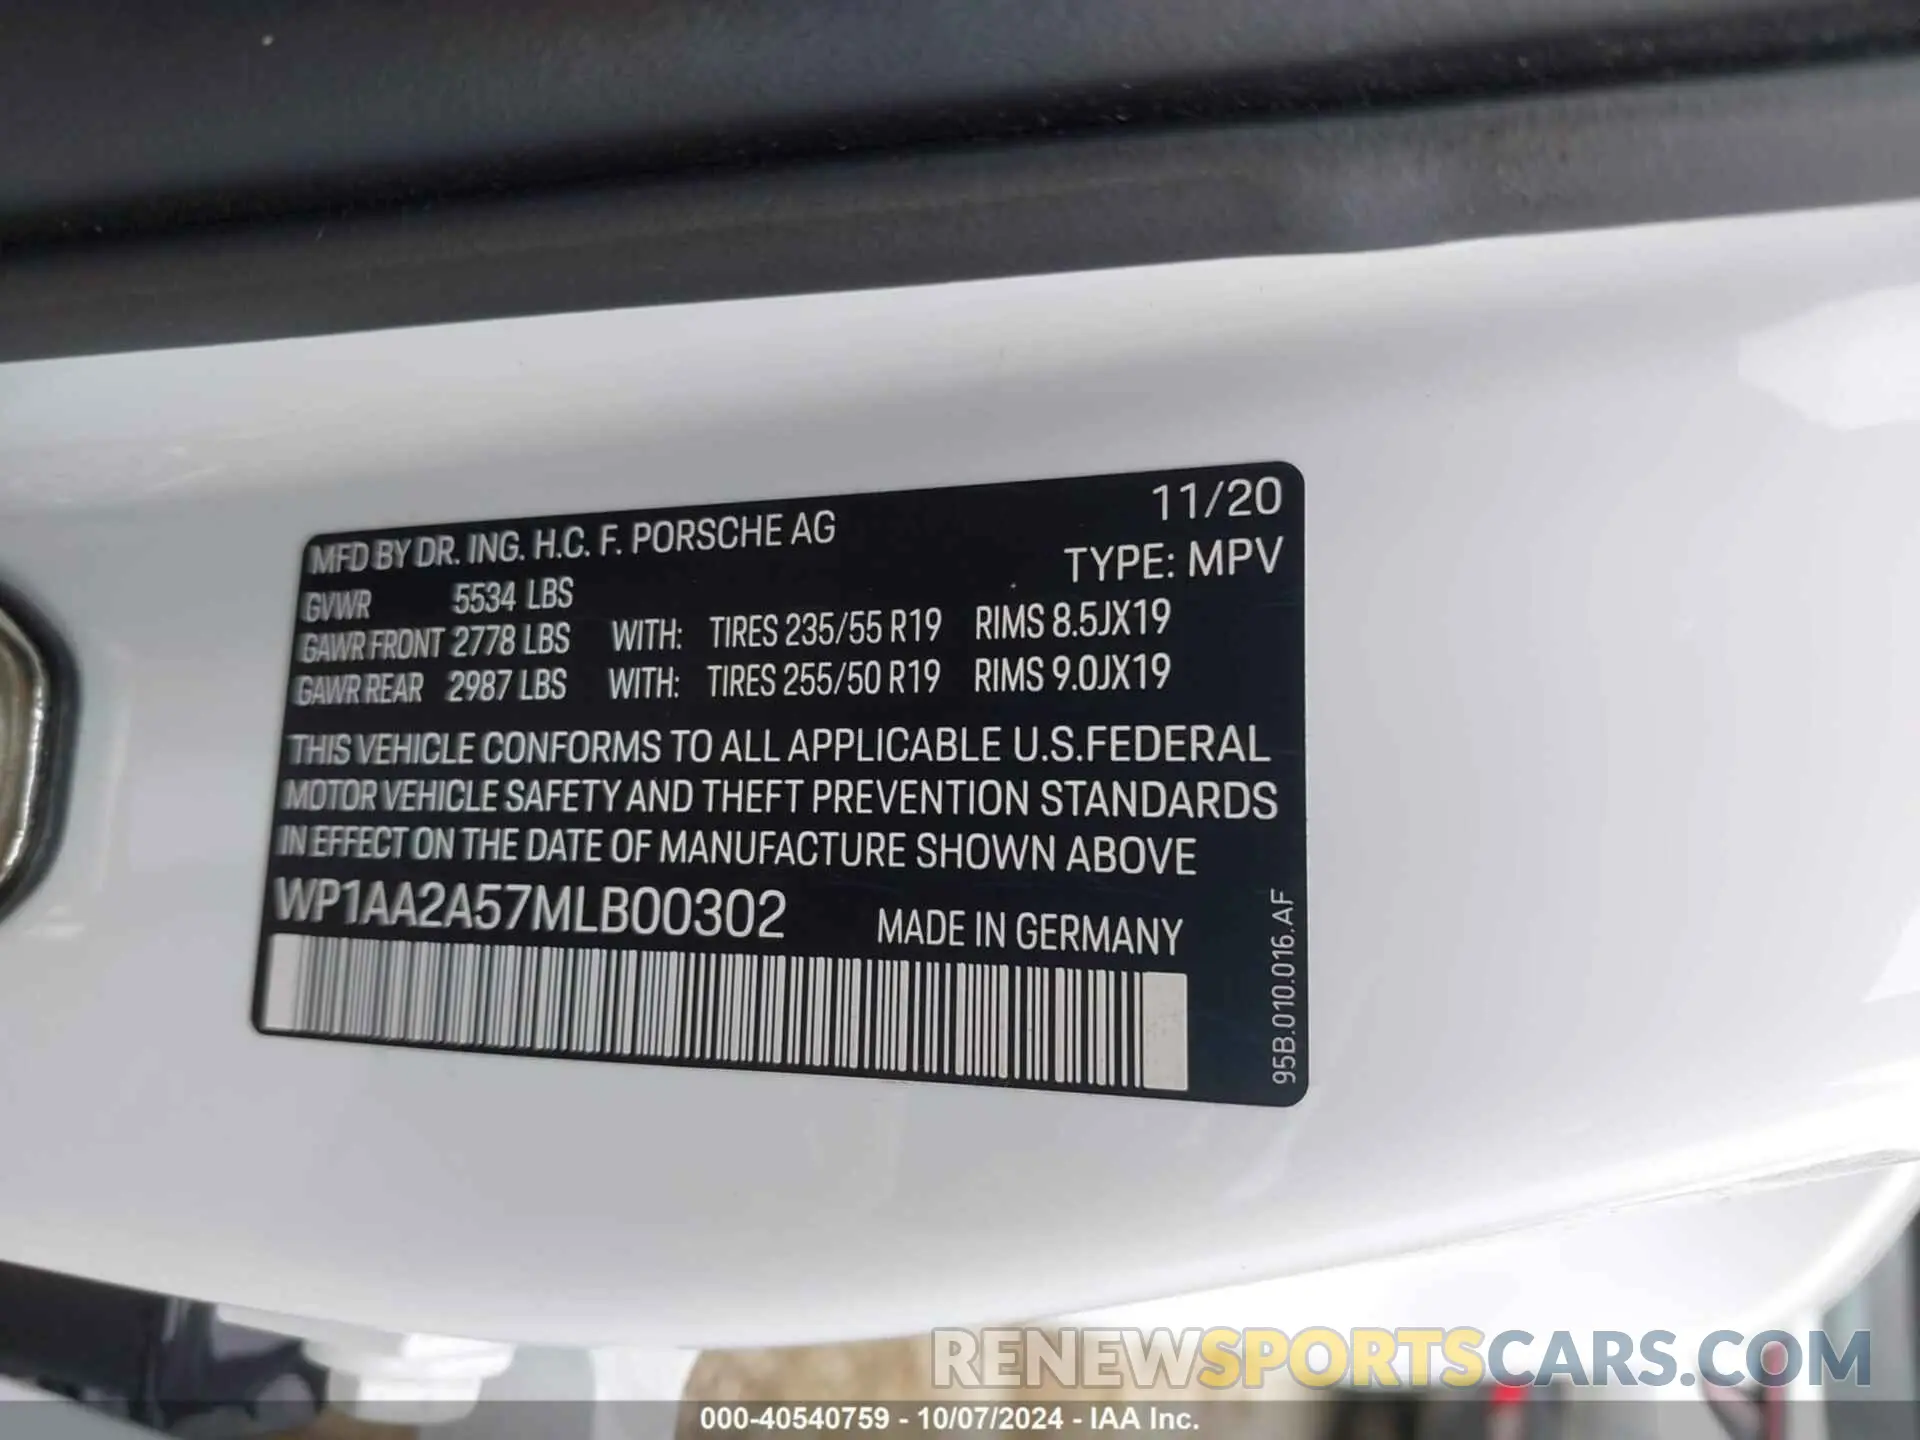 11/20
MFD BY DR. ING. H.C. F. PORSCHE AG
TYPE: MPV
GVWR 5534 LBS
GAWR FRONT 2778 LBS WITH: TIRES 235/55 R19 RIMS 8.5JX19
GAWR REAR 2987 LBS WITH: TIRES 255/50 R19 RIMS 9.0JX19
THIS VEHICLE CONFORMS TO ALL APPLICABLE U.S.FEDERAL
MOTOR VEHICLE SAFETY AND THEFT PREVENTION STANDARDS
IN EFFECT ON THE DATE OF MANUFACTURE SHOWN ABOVE
WP1AA2A57MLB00302 MADE IN GERMANY
95B.010.016.AF
RENEWSPORTSCARS.COM
000-40540759 - 10/07/2024 - IAA Inc.